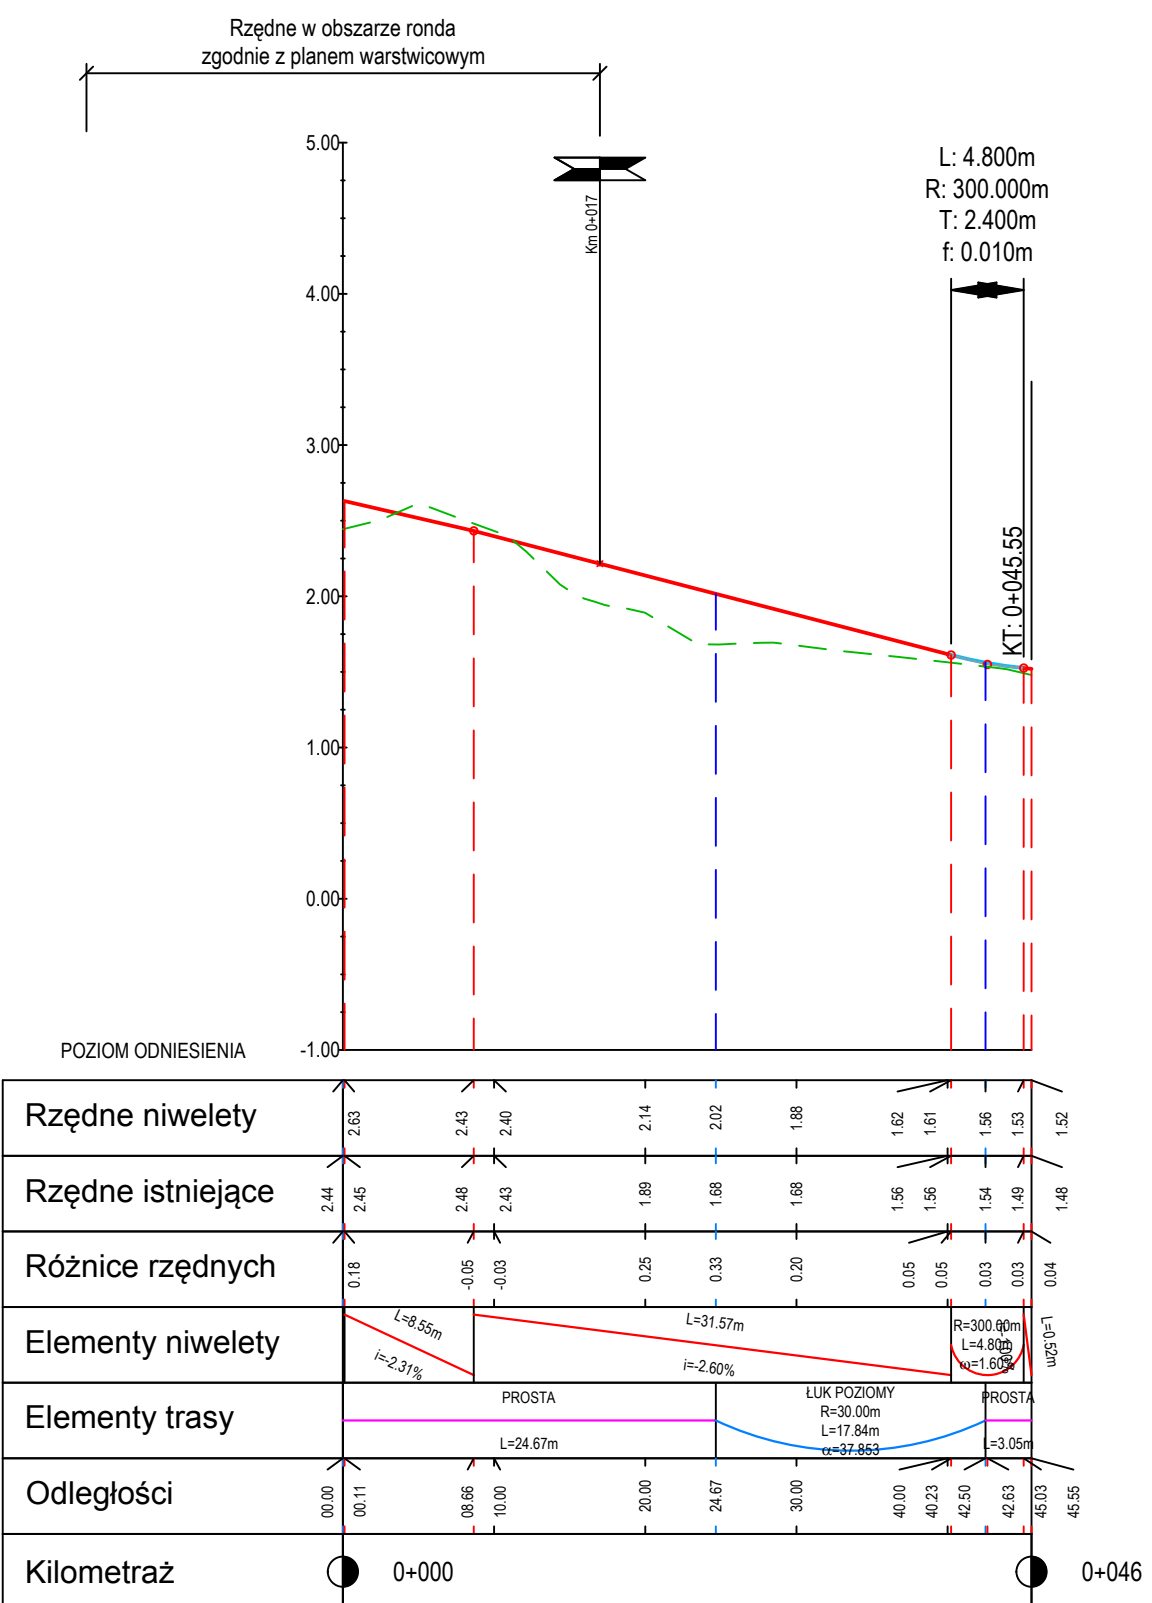 Rzędne w obszarze ronda
zgodnie z planem warstwicowym
5.00
4.00
3.00
2.00
1.00
0.00
-1.00
Km 0+017
L: 4.800m
R: 300.000m
T: 2.400m
f: 0.010m
KT: 0+045.55
POZIOM ODNIESIENIA
Rzędne niwelety
2.63 2.43 2.40 2.14 2.02 1.88 1.62 1.61 1.56 1.53 1.52
Rzędne istniejące
2.44 2.45 2.48 2.43 1.89 1.68 1.68 1.56 1.56 1.54 1.49 1.48
Różnice rzędnych
0.18 -0.05 -0.03 0.25 0.33 0.20 0.05 0.05 0.03 0.03 0.04
Elementy niwelety
L=8.55m
i=-2.31%
L=31.57m
i=-2.60%
R=300.00m
L=4.80m
ω=1.60%
L=0.52m
Elementy trasy
PROSTA
L=24.67m
ŁUK POZIOMY
R=30.00m
L=17.84m
α=37.853
PROSTA
L=3.05m
Odległości
00.00 00.11 08.66 10.00 20.00 24.67 30.00 40.00 40.23 42.50 42.63 45.03 45.55
Kilometraż
0+000
0+046